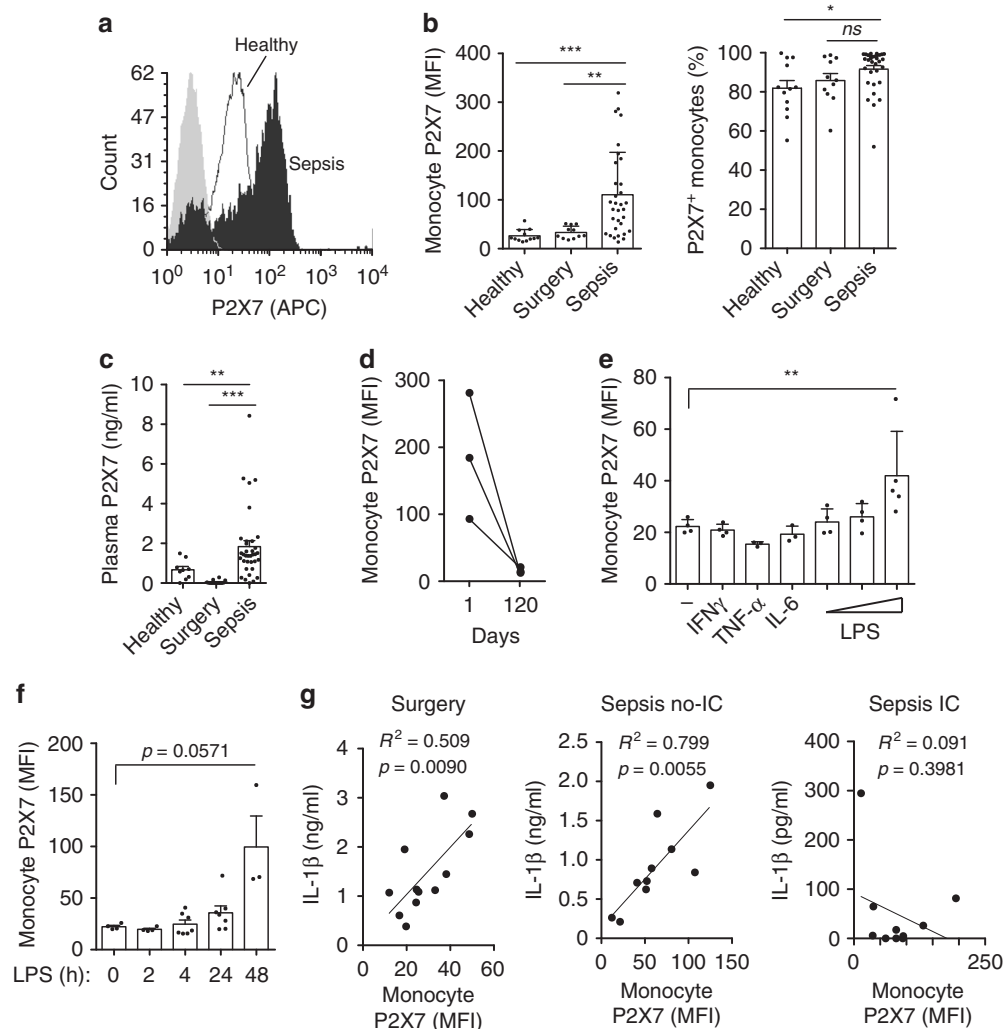 a
Healthy
Sepsis
62
47
31
16
0
Count
10^0 10^1 10^2 10^3 10^4
P2X7 (APC)
b
***
**
400
300
200
100
0
Monocyte P2X7 (MFI)
Healthy
Surgery
Sepsis
*
ns
100
80
60
40
20
0
P2X7+ monocytes (%)
Healthy
Surgery
Sepsis
c
**
***
10
8
6
4
2
0
Plasma P2X7 (ng/ml)
Healthy
Surgery
Sepsis
d
300
200
100
0
Monocyte P2X7 (MFI)
1 120
Days
e
**
80
60
40
20
0
Monocyte P2X7 (MFI)
–
IFNγ
TNF-α
IL-6
LPS
f
p = 0.0571
200
150
100
50
0
Monocyte P2X7 (MFI)
LPS (h): 0 2 4 24 48
g
Surgery
R² = 0.509
p = 0.0090
4
3
2
1
0
IL-1β (ng/ml)
0 20 40 60
Monocyte
P2X7 (MFI)
Sepsis no-IC
R² = 0.799
p = 0.0055
2.5
2.0
1.5
1.0
0.5
0.0
IL-1β (ng/ml)
0 50 100 150
Monocyte
P2X7 (MFI)
Sepsis IC
R² = 0.091
p = 0.3981
400
300
200
100
0
IL-1β (pg/ml)
0 250
Monocyte
P2X7 (MFI)